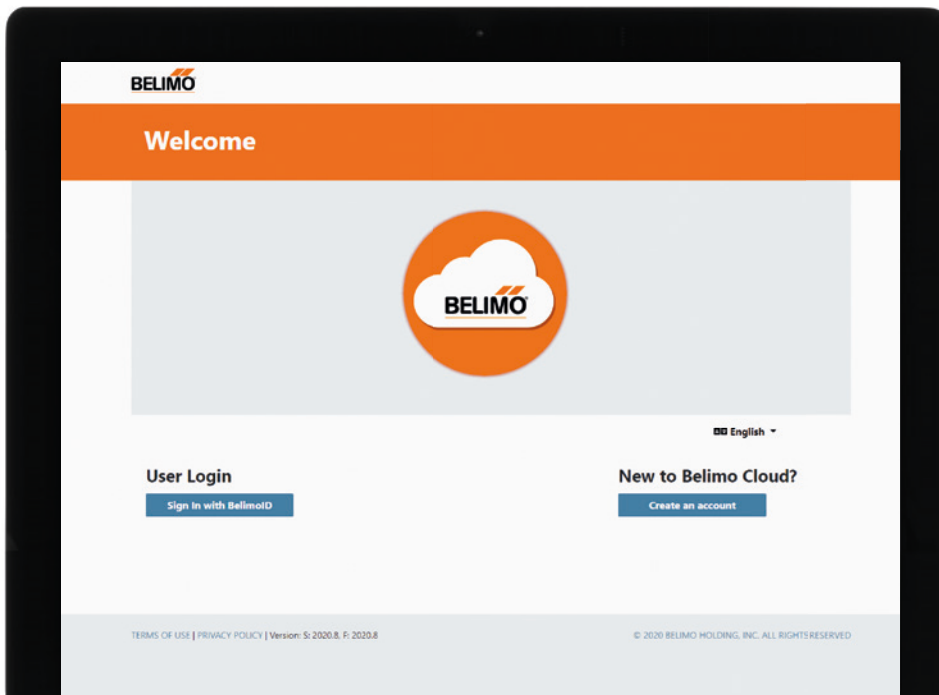 BELIMO
Welcome
BELIMO
English
User Login
New to Belimo Cloud?
Sign In with BelimoID
Create an account
TERMS OF USE | PRIVACY POLICY | Version: S: 2020.8, F: 2020.8
© 2020 BELIMO HOLDING, INC. ALL RIGHTS RESERVED